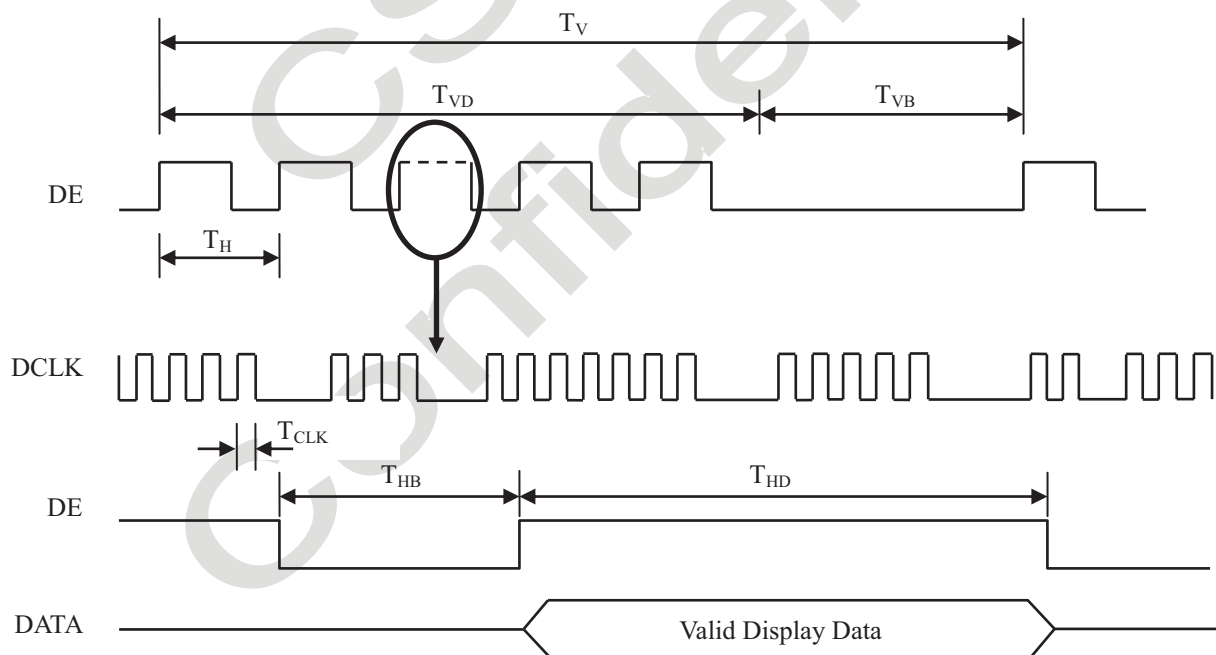 T_V
T_VD T_VB
DE
T_H
DCLK
T_CLK
T_HB T_HD
DE
DATA Valid Display Data